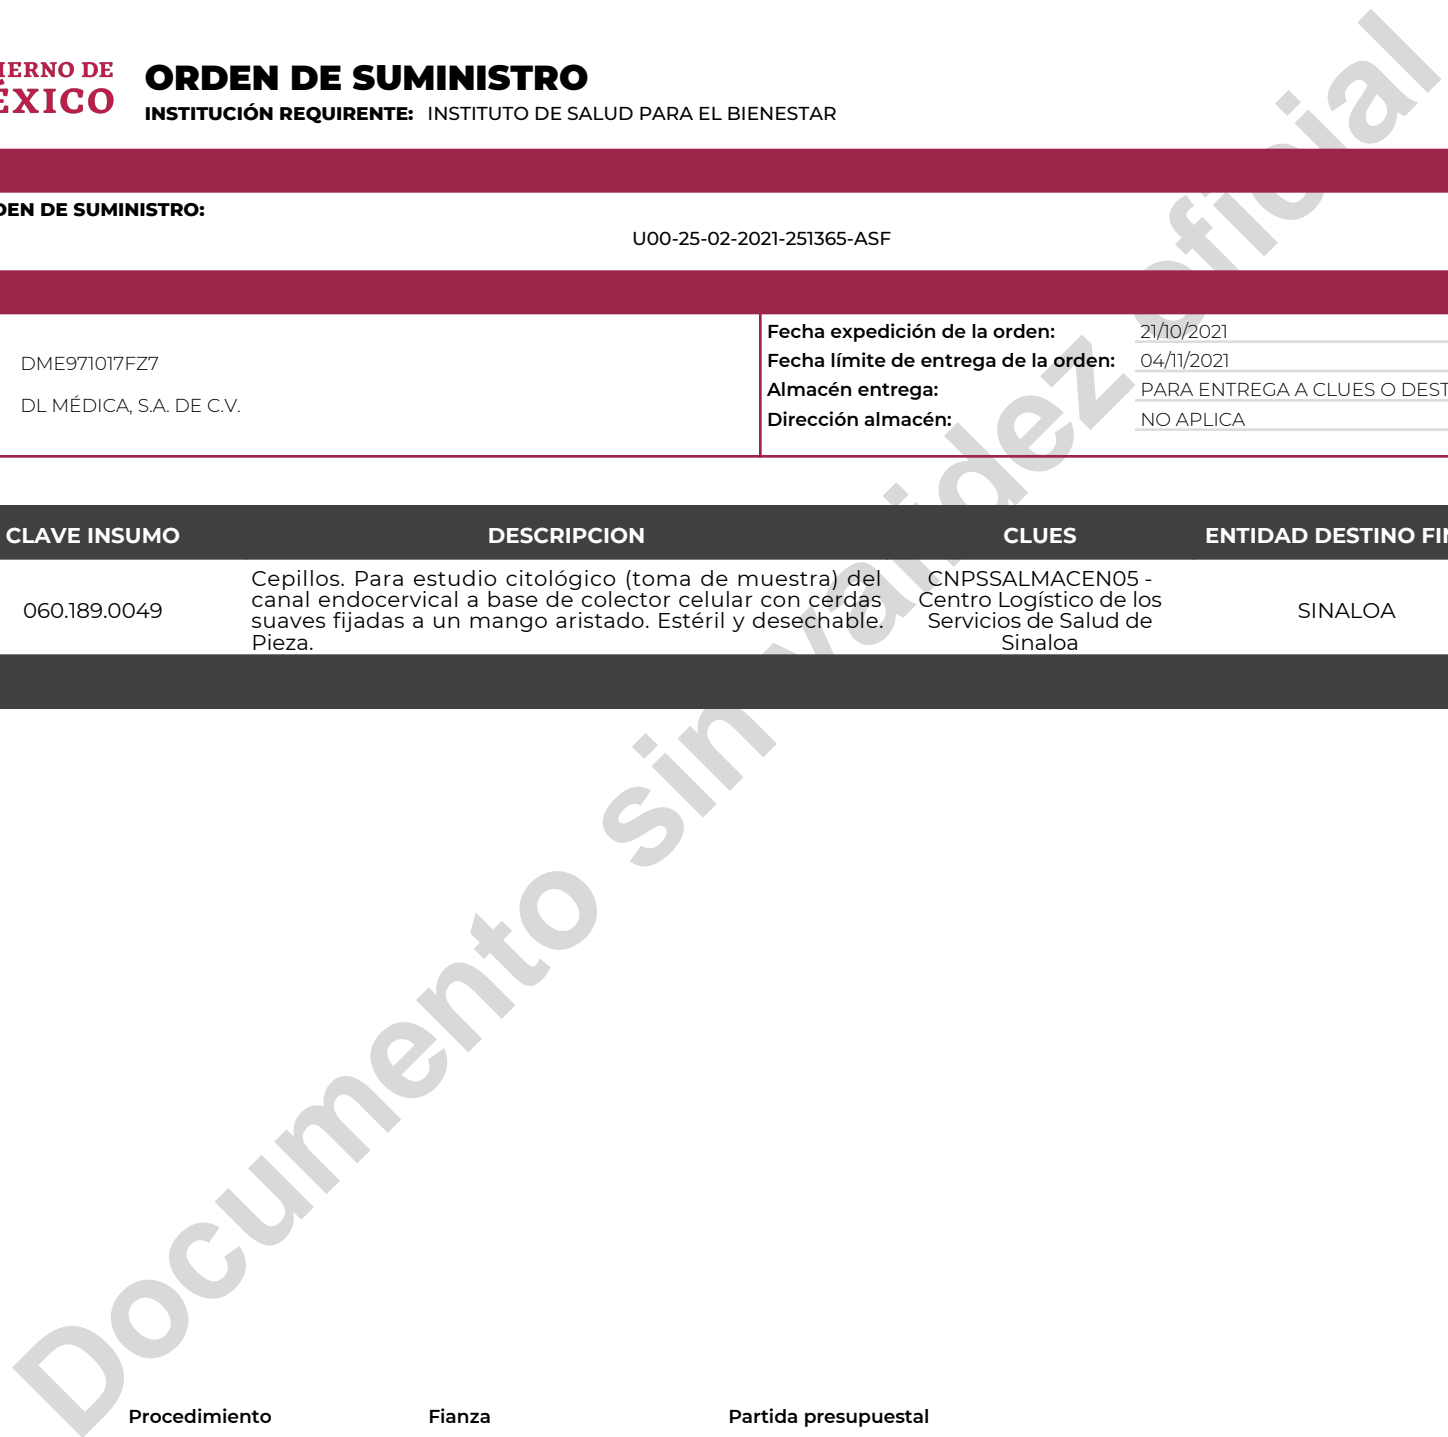 IERNO DE
ÉXICO
ORDEN DE SUMINISTRO
INSTITUCIÓN REQUIRENTE: INSTITUTO DE SALUD PARA EL BIENESTAR
DEN DE SUMINISTRO:
U00-25-02-2021-251365-ASF
DME971017FZ7
DL MÉDICA, S.A. DE C.V.
Fecha expedición de la orden: 21/10/2021
Fecha límite de entrega de la orden: 04/11/2021
Almacén entrega: PARA ENTREGA A CLUES O DEST
Dirección almacén: NO APLICA
CLAVE INSUMO DESCRIPCION CLUES ENTIDAD DESTINO FIN
060.189.0049
Cepillos. Para estudio citológico (toma de muestra) del
canal endocervical a base de colector celular con cerdas
suaves fijadas a un mango aristado. Estéril y desechable.
Pieza.
CNPSSALMACEN05 -
Centro Logístico de los
Servicios de Salud de
Sinaloa
SINALOA
Documento sin validez oficial
Procedimiento Fianza Partida presupuestal